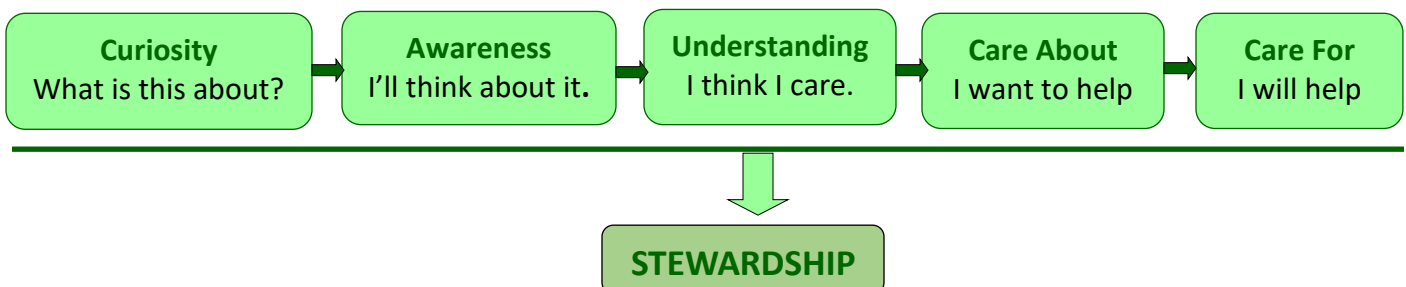 Curiosity
What is this about?
Awareness
I'll think about it.
Understanding
I think I care.
Care About
I want to help
Care For
I will help
STEWARDSHIP